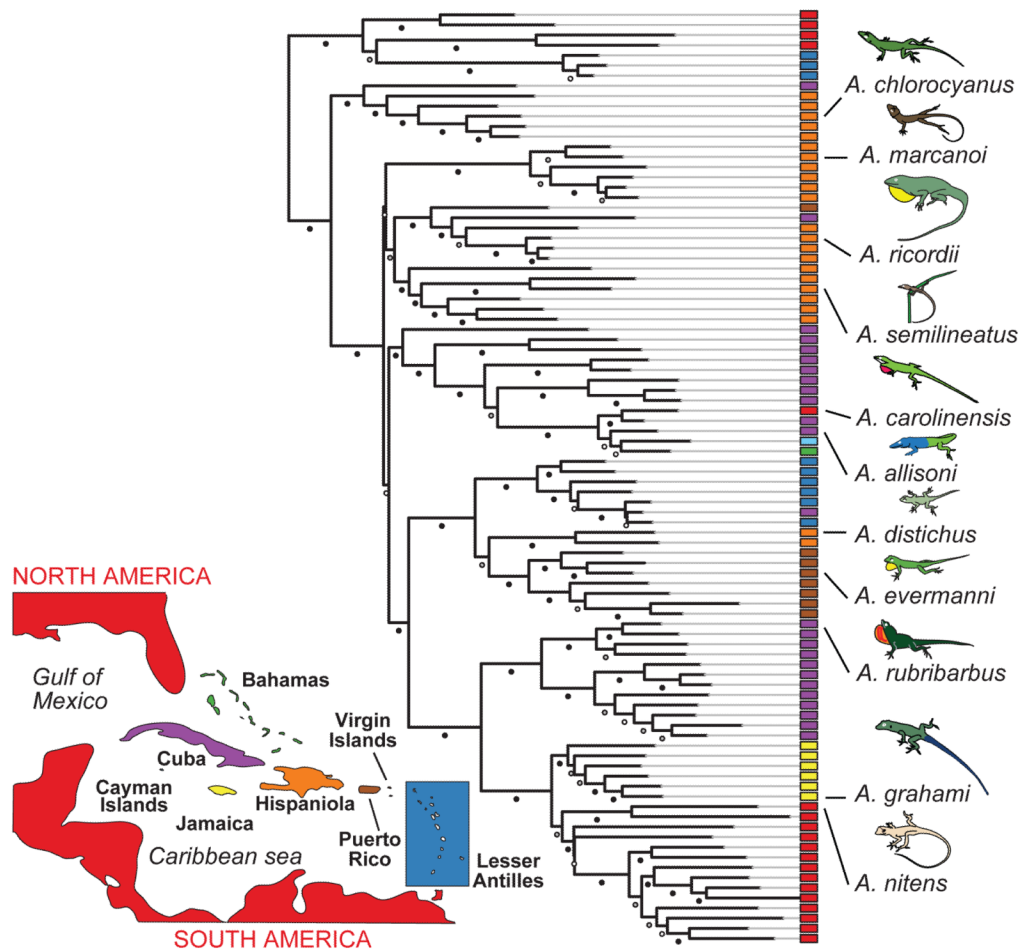 A. chlorocyanus
A. marcanoi
A. ricordii
A. semilineatus
A. carolinensis
A. allisoni
A. distichus
A. evermanni
A. rubribarbus
A. grahami
A. nitens
NORTH AMERICA
Gulf of
Mexico
Bahamas
Virgin
Islands
Cuba
Cayman
Islands
Jamaica
Hispaniola
Puerto
Rico
Lesser
Antilles
Caribbean sea
SOUTH AMERICA